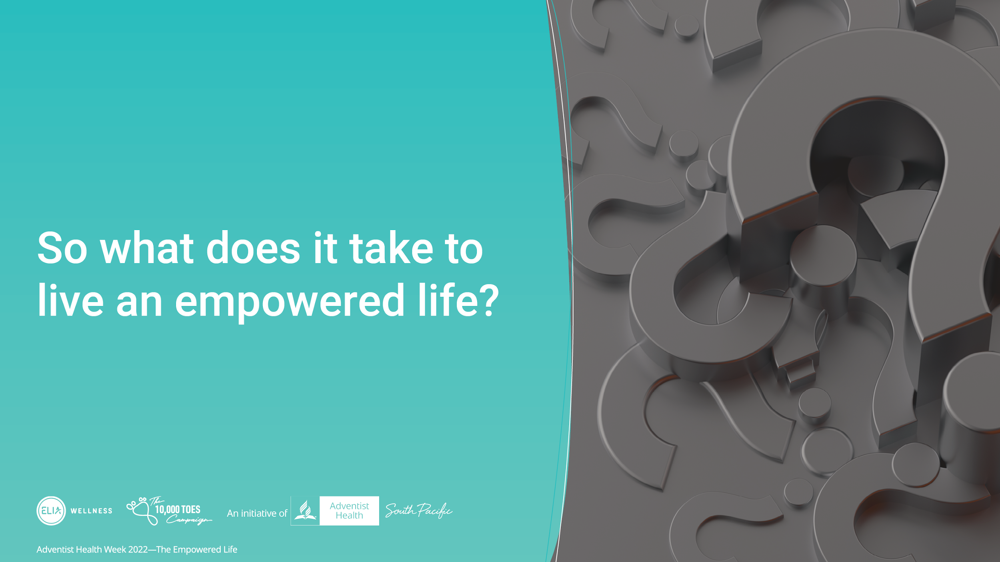 So what does it take to
live an empowered life?
ELIA WELLNESS
The
10,000 TOES
Campaign
An initiative of
Adventist
Health
South Pacific
Adventist Health Week 2022—The Empowered Life